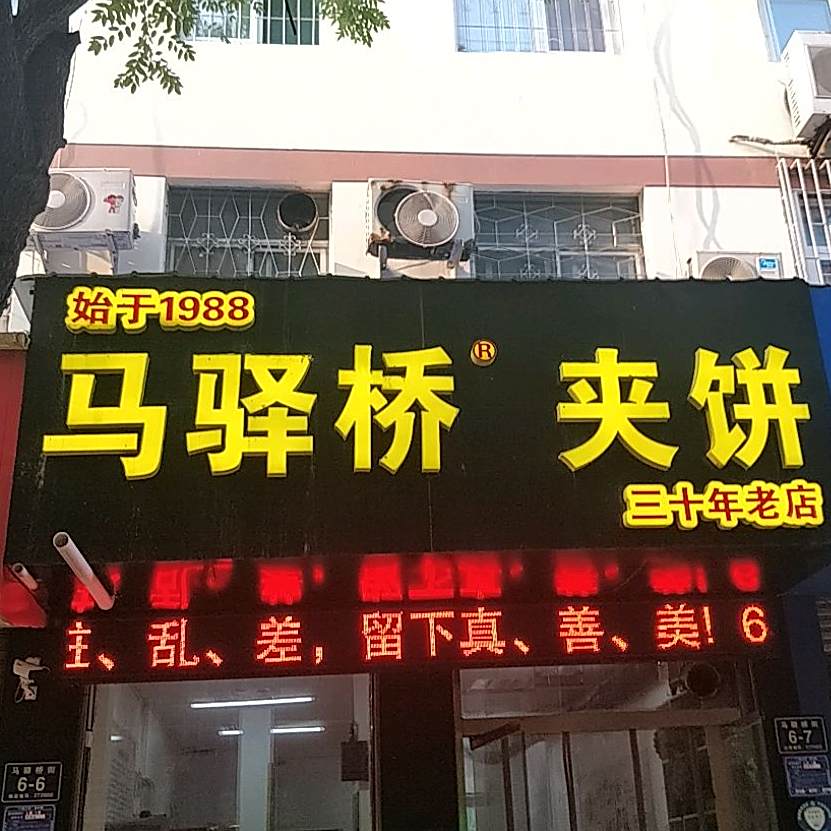 始于1988
马驿桥® 夹饼
三十年老店
、乱、差，留下真、善、美! 6
马驿桥街
6-6
马驿桥街
6-7